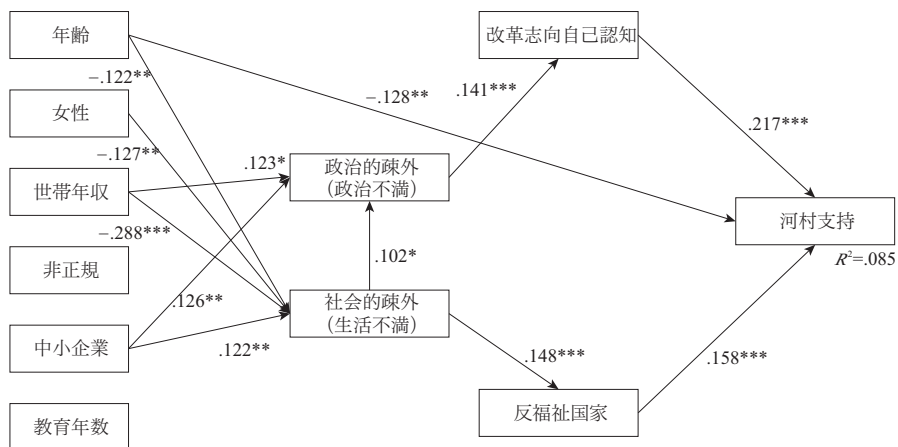 年齢
改革志向自己認知
−.122**
−.128**
.141***
女性
.217***
−.127**
.123*
政治的疎外
(政治不満)
世帯年収
河村支持
−.288***
R²=.085
非正規
.102*
.126**
社会的疎外
(生活不満)
中小企業
.122**
.148***
.158***
反福祉国家
教育年数